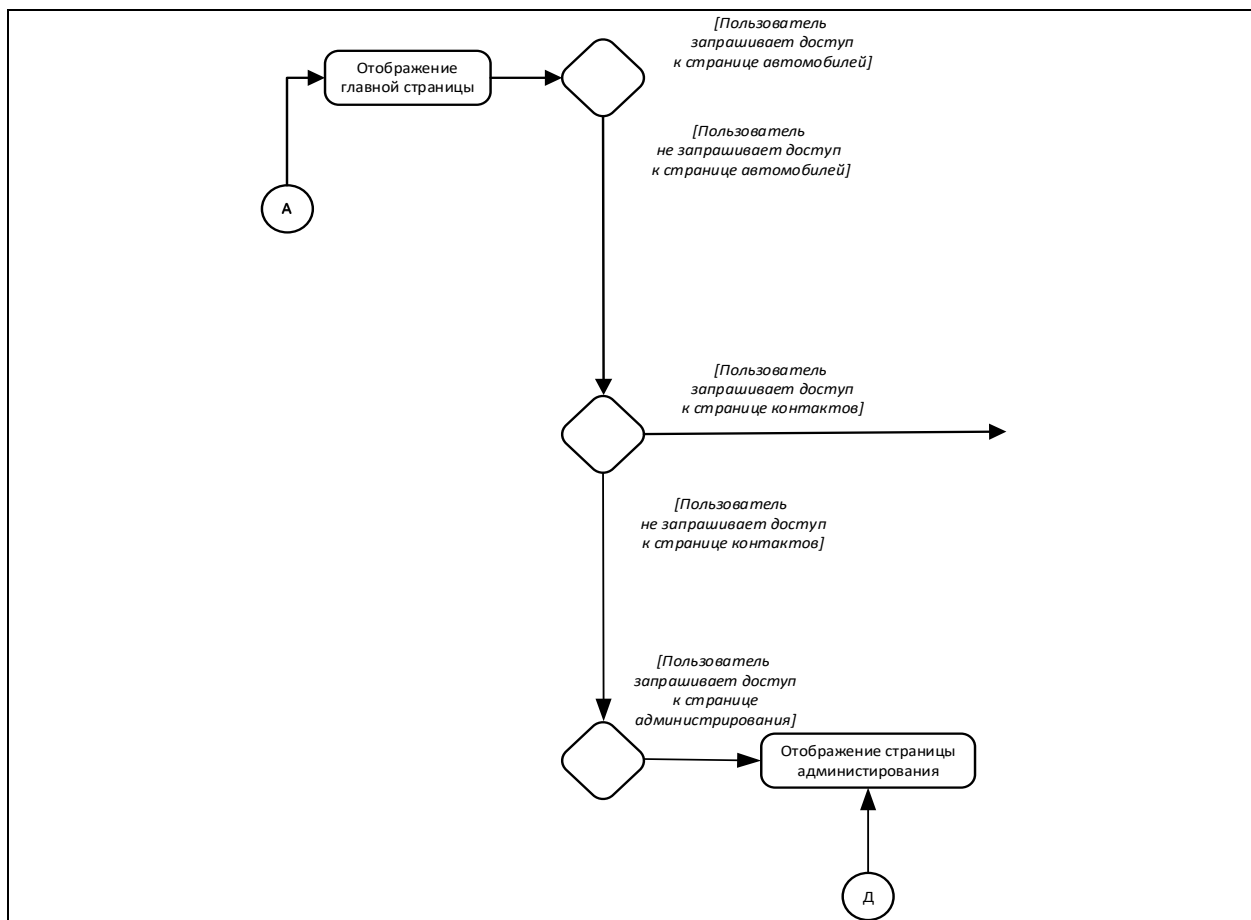 [Пользователь
запрашивает доступ
к странице автомобилей]
Отображение
главной страницы
[Пользователь
не запрашивает доступ
к странице автомобилей]
А
[Пользователь
запрашивает доступ
к странице контактов]
[Пользователь
не запрашивает доступ
к странице контактов]
[Пользователь
запрашивает доступ
к странице
администрирования]
Отображение страницы
администирования
Д